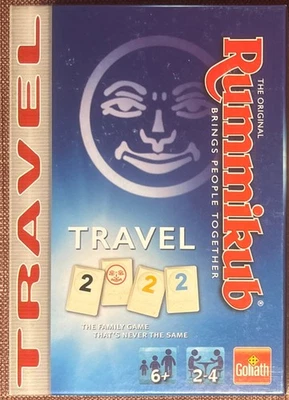 TRAVEL
THE ORIGINAL
Rummikub®
BRINGS PEOPLE TOGETHER
TRAVEL
2 2 2
THE FAMILY GAME
THAT'S NEVER THE SAME
6+ 2-4
Goliath